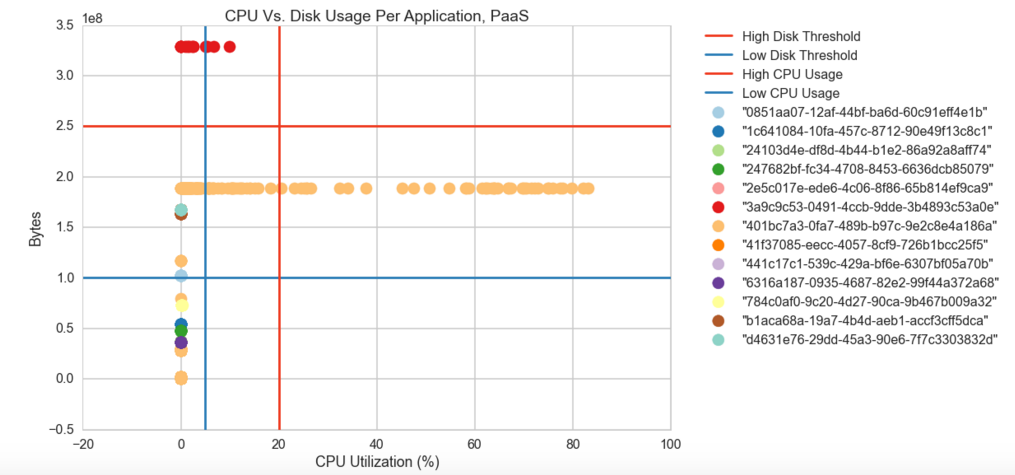 CPU Vs. Disk Usage Per Application, PaaS
1e8
3.5
3.0
2.5
2.0
1.5
1.0
0.5
0.0
−0.5
Bytes
−20 0 20 40 60 80 100
CPU Utilization (%)
High Disk Threshold
Low Disk Threshold
High CPU Usage
Low CPU Usage
"0851aa07-12af-44bf-ba6d-60c91eff4e1b"
"1c641084-10fa-457c-8712-90e49f13c8c1"
"24103d4e-df8d-4b44-b1e2-86a92a8aff74"
"247682bf-fc34-4708-8453-6636dcb85079"
"2e5c017e-ede6-4c06-8f86-65b814ef9ca9"
"3a9c9c53-0491-4ccb-9dde-3b4893c53a0e"
"401bc7a3-0fa7-489b-b97c-9e2c8e4a186a"
"41f37085-eecc-4057-8cf9-726b1bcc25f5"
"441c17c1-539c-429a-bf6e-6307bf05a70b"
"6316a187-0935-4687-82e2-99f44a372a68"
"784c0af0-9c20-4d27-90ca-9b467b009a32"
"b1aca68a-19a7-4b4d-aeb1-accf3cff5dca"
"d4631e76-29dd-45a3-90e6-7f7c3303832d"